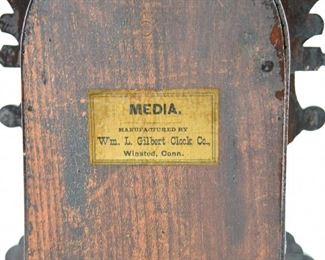 MEDIA.
MANUFACTURED BY
Wm. L. Gilbert Clock Co.,
Winsted, Conn.